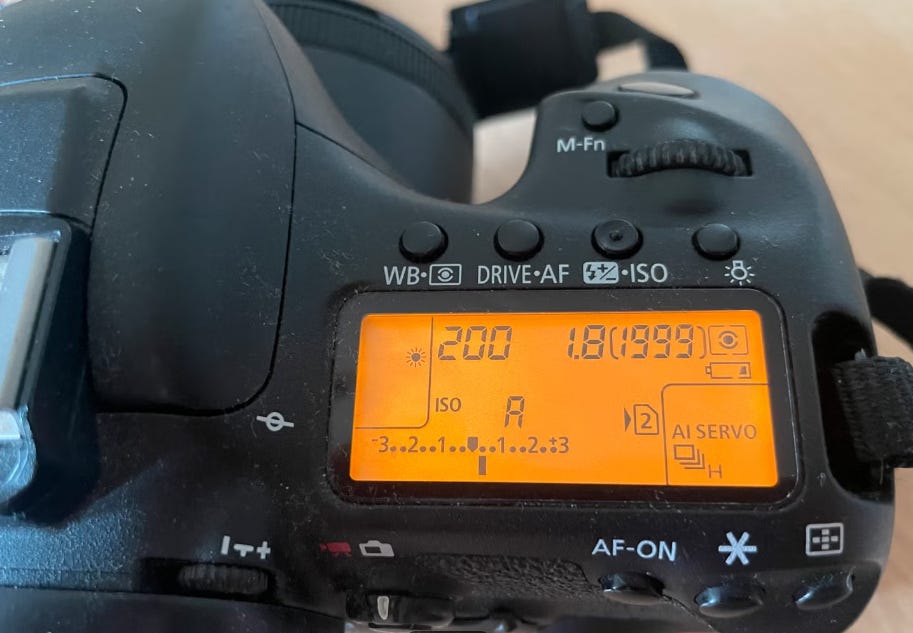 M-Fn
WB•
DRIVE•AF
•ISO
200 1.8(1999)
ISO A
2
AI SERVO
H
-3..2..1..▼..1..2..+3
AF-ON